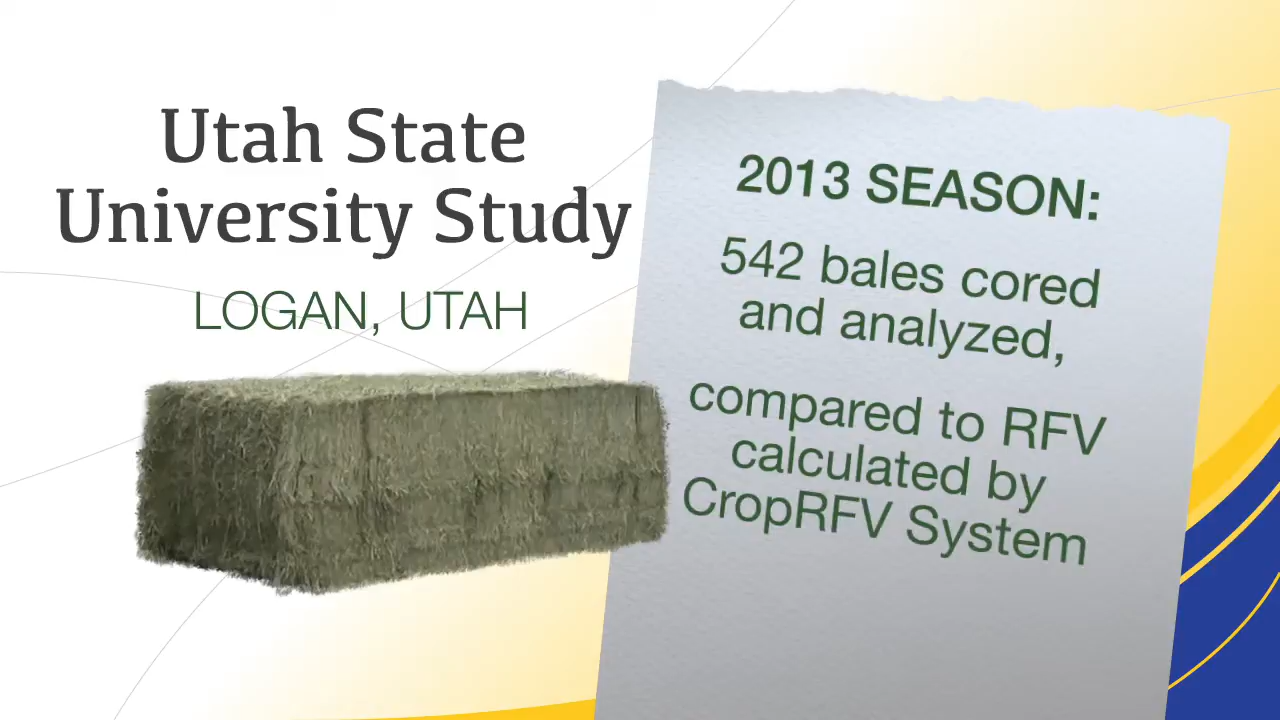 Utah State
University Study
LOGAN, UTAH
2013 SEASON:
542 bales cored
and analyzed,
compared to RFV
calculated by
CropRFV System